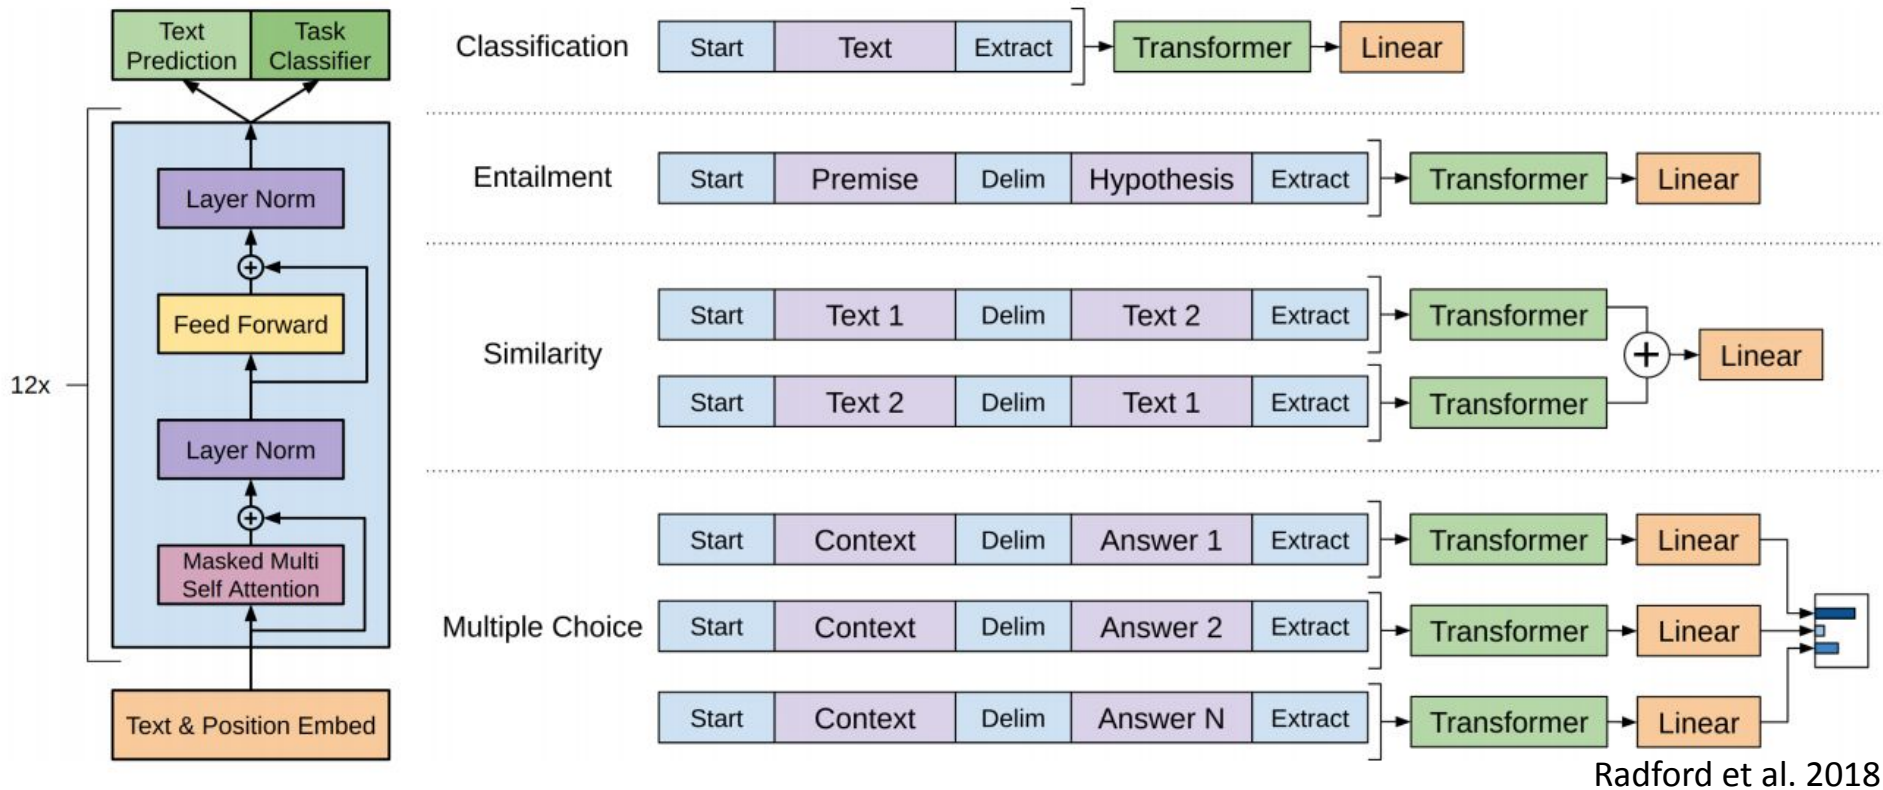 Text
Prediction
Task
Classifier
12x
Layer Norm
+
Feed Forward
Layer Norm
+
Masked Multi
Self Attention
Text & Position Embed
Classification
Start Text Extract Transformer Linear
Entailment
Start Premise Delim Hypothesis Extract Transformer Linear
Similarity
Start Text 1 Delim Text 2 Extract Transformer
+ Linear
Start Text 2 Delim Text 1 Extract Transformer
Multiple Choice
Start Context Delim Answer 1 Extract Transformer Linear
Start Context Delim Answer 2 Extract Transformer Linear
Start Context Delim Answer N Extract Transformer Linear
Radford et al. 2018